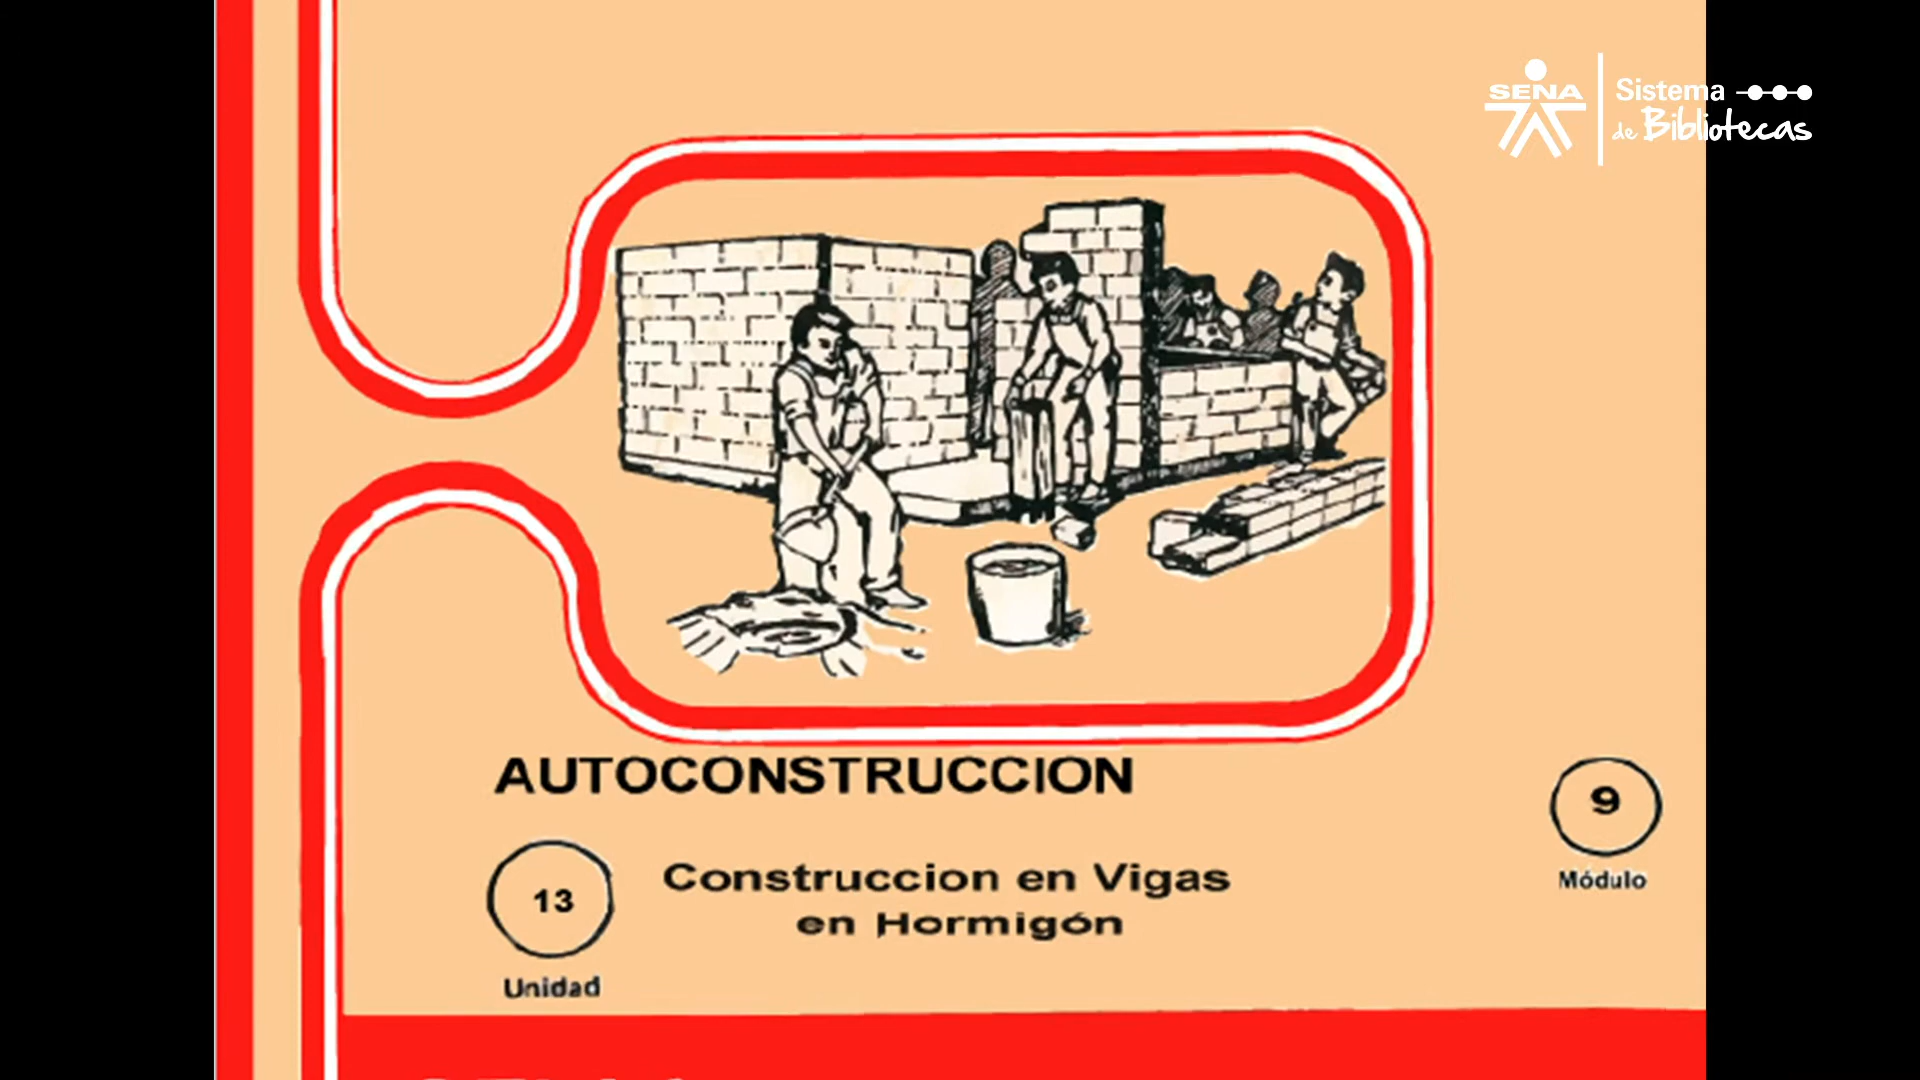 SENA
Sistema
de Bibliotecas
AUTOCONSTRUCCION
9
Módulo
13
Unidad
Construccion en Vigas
en Hormigón